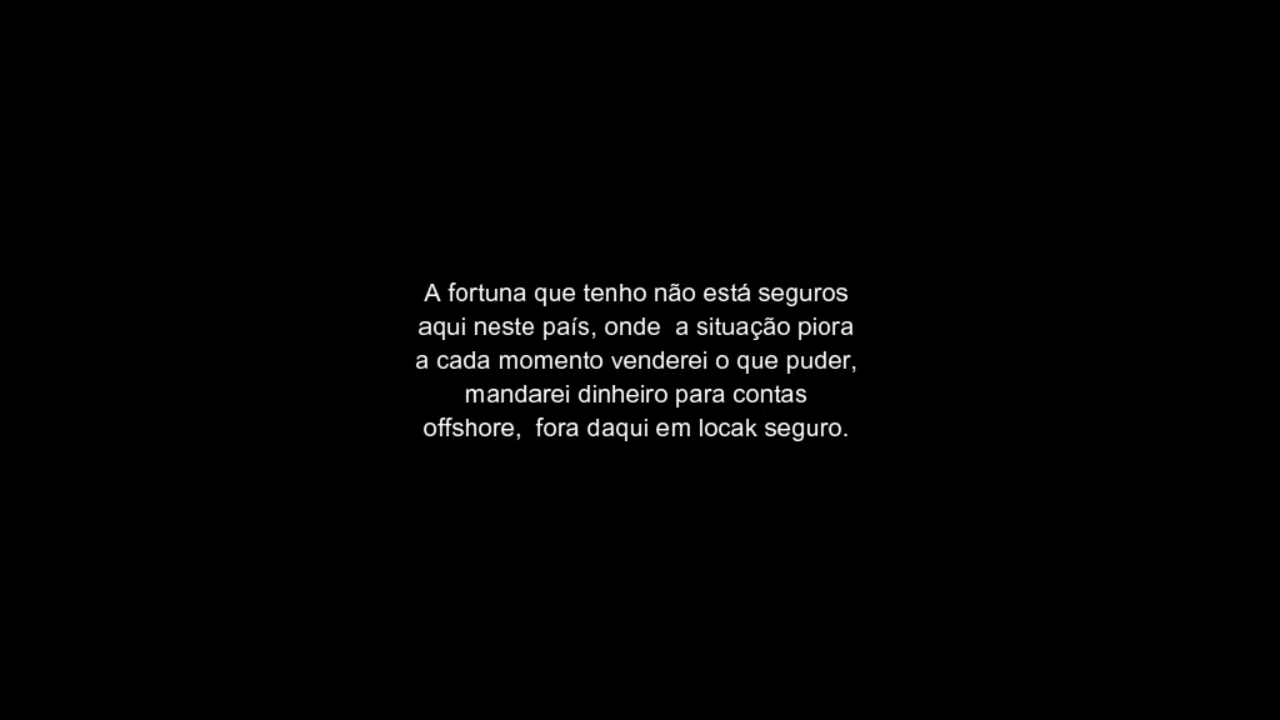 A fortuna que tenho não está seguros
aqui neste país, onde  a situação piora
a cada momento venderei o que puder,
mandarei dinheiro para contas
offshore,  fora daqui em locak seguro.